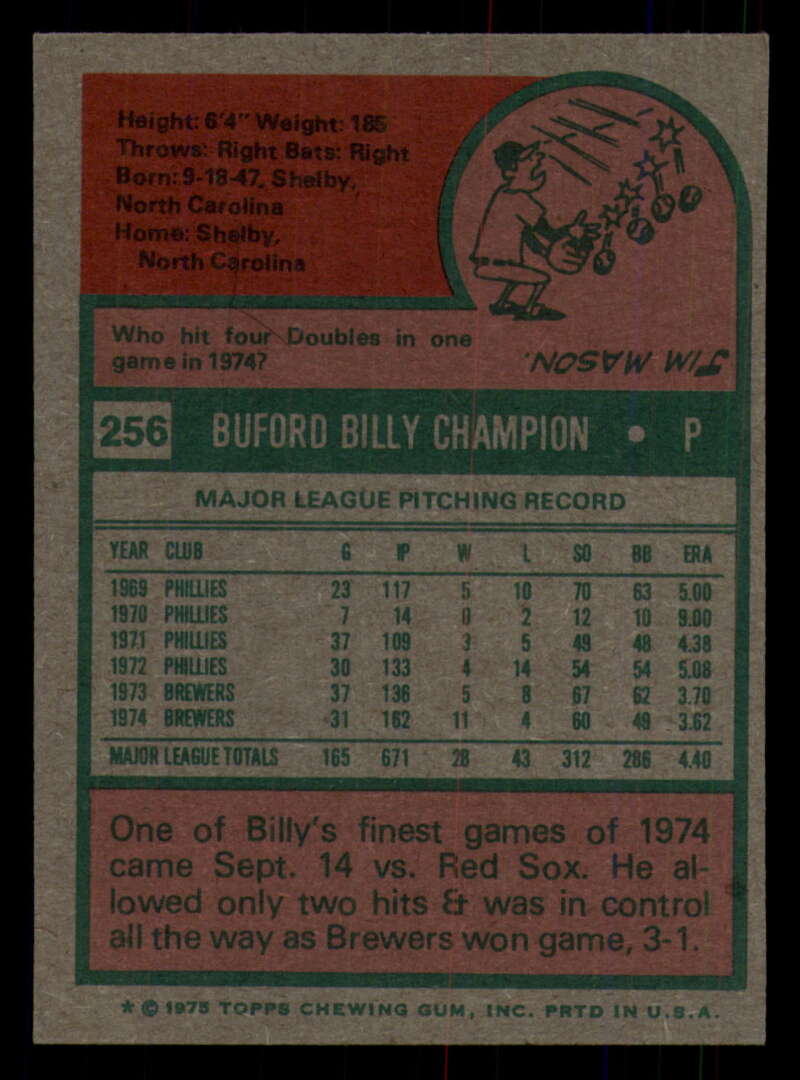 Height: 6'4" Weight: 185
Throws: Right Bats: Right
Born: 9-18-47, Shelby,
North Carolina
Home: Shelby,
North Carolina
Who hit four Doubles in one
game in 1974?
JIM MASON.
256 BUFORD BILLY CHAMPION • P
MAJOR LEAGUE PITCHING RECORD
YEAR CLUB G IP W L SO BB ERA
1969 PHILLIES 23 117 5 10 70 63 5.00
1970 PHILLIES 7 14 0 2 12 10 9.00
1971 PHILLIES 37 109 3 5 49 48 4.38
1972 PHILLIES 30 133 4 14 54 54 5.08
1973 BREWERS 37 136 5 8 67 62 3.70
1974 BREWERS 31 162 11 4 60 49 3.62
MAJOR LEAGUE TOTALS 165 671 28 43 312 286 4.40
One of Billy's finest games of 1974
came Sept. 14 vs. Red Sox. He al-
lowed only two hits & was in control
all the way as Brewers won game, 3-1.
* © 1975 TOPPS CHEWING GUM, INC. PRTD IN U.S.A.